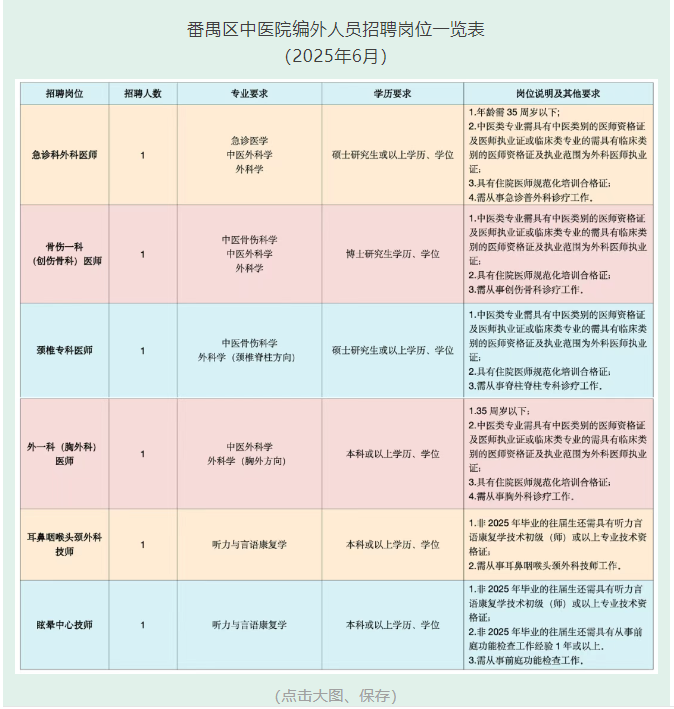 番禺区中医院编外人员招聘岗位一览表
（2025年6月）
招聘岗位 招聘人数 专业要求 学历要求 岗位说明及其他要求
急诊科外科医师
1
急诊医学
中医外科学
外科学
硕士研究生或以上学历、学位
1.年龄需 35 周岁以下;
2.中医类专业需具有中医类别的医师资格证
及医师执业证或临床类专业的需具有临床类
别的医师资格证及执业范围为外科医师执业
证;
3.具有住院医师规范化培训合格证;
4.需从事急诊普外科诊疗工作.
骨伤一科
（创伤骨科）医师
1
中医骨伤科学
中医外科学
外科学
博士研究生学历、学位
1.中医类专业需具有中医类别的医师资格证
及医师执业证或临床类专业的需具有临床类
别的医师资格证及执业范围为外科医师执业
证;
2.具有住院医师规范化培训合格证;
3.需从事创伤骨科诊疗工作.
颈椎专科医师
1
中医骨伤科学
外科学（颈椎脊柱方向）
硕士研究生或以上学历、学位
1.中医类专业需具有中医类别的医师资格证
及医师执业证或临床类专业的需具有临床类
别的医师资格证及执业范围为外科医师执业
证;
2.具有住院医师规范化培训合格证;
3.需从事脊柱脊柱专科诊疗工作.
外一科（胸外科）
医师
1
中医外科学
外科学（胸外方向）
本科或以上学历、学位
1.35 周岁以下;
2.中医类专业需具有中医类别的医师资格证
及医师执业证或临床类专业的需具有临床类
别的医师资格证及执业范围为外科医师执业
证;
3.具有住院医师规范化培训合格证;
4.需从事胸外科诊疗工作.
耳鼻咽喉头颈外科
技师
1
听力与言语康复学
本科或以上学历、学位
1.非 2025 年毕业的往届生还需具有听力言
语康复学技术初级（师）或以上专业技术资
格证;
2.需从事耳鼻咽喉头颈外科技师工作.
眩晕中心技师
1
听力与言语康复学
本科或以上学历、学位
1.非 2025 年毕业的往届生还需具有听力言
语康复学技术初级（师）或以上专业技术资
格证;
2.非 2025 年毕业的往届生还需具有从事前
庭功能检查工作经验 1 年或以上.
3.需从事前庭功能检查工作.
（点击大图、保存）